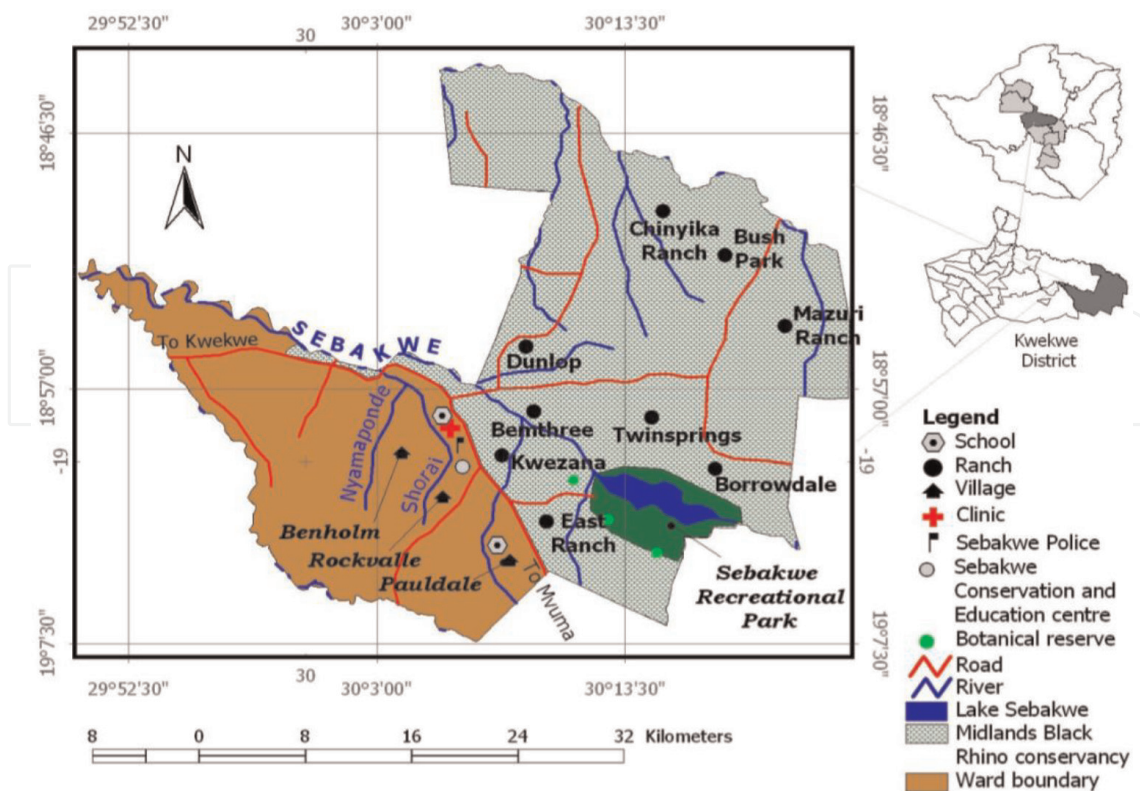 29°52'30"
30
30°3'00"
30°13'30"
18°46'30"
18°46'30"
N
Chinyika
Ranch
Bush
Park
Mazuri
Ranch
SEBAKWE
To Kwekwe
Dunlop
18°57'00"
18°57'00"
Nyamaponde
Shorai
Bemthree
Twinsprings
Kwezana
Borrowdale
-19
-19
Benholm
Rockvalle
Pauldale
East
Ranch
To Mvuma
Sebakwe
Recreational
Park
19°7'30"
19°7'30"
29°52'30"
30
30°3'00"
30°13'30"
8 0 8 16 24 32 Kilometers
Kwekwe
District
Legend
School
Ranch
Village
Clinic
Sebakwe Police
Sebakwe
Conservation and
Education centre
Botanical reserve
Road
River
Lake Sebakwe
Midlands Black
Rhino conservancy
Ward boundary